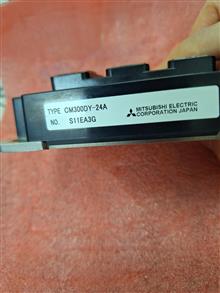 TYPE CM300DY-24A
NO. S11EA3G
MITSUBISHI ELECTRIC
CORPORATION JAPAN